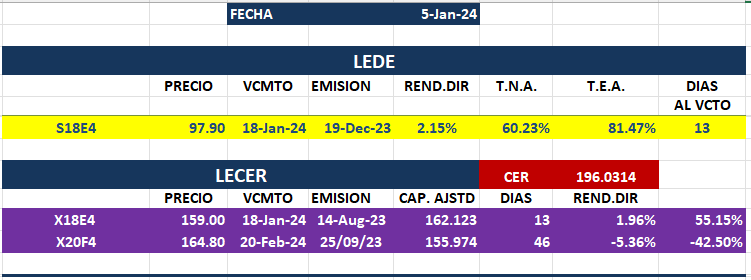 FECHA 5-Jan-24
LEDE
PRECIO VCMTO EMISION REND.DIR T.N.A. T.E.A. DIAS
AL VCTO
S18E4 97.90 18-Jan-24 19-Dec-23 2.15% 60.23% 81.47% 13
LECER CER 196.0314
PRECIO VCMTO EMISION CAP. AJSTD DIAS REND.DIR
X18E4 159.00 18-Jan-24 14-Aug-23 162.123 13 1.96% 55.15%
X20F4 164.80 20-Feb-24 25/09/23 155.974 46 -5.36% -42.50%